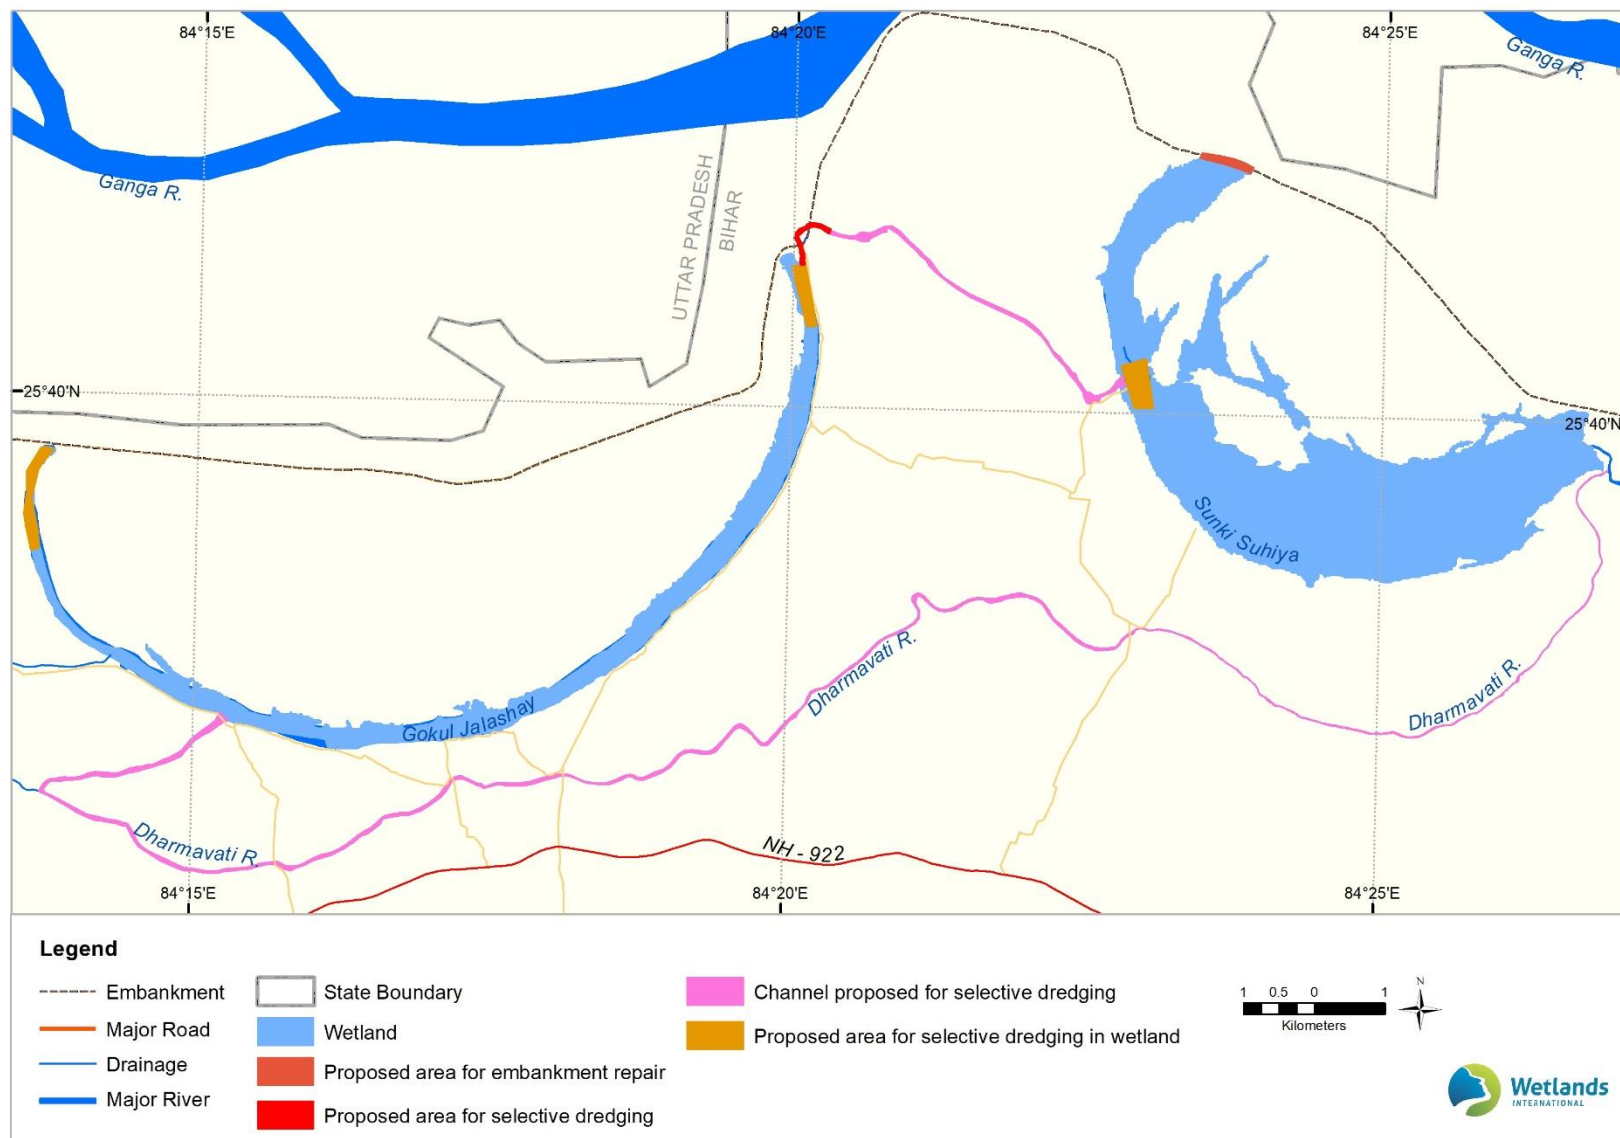 84°15'E
84°20'E
84°25'E
Ganga R.
Ganga R.
UTTAR PRADESH
BIHAR
25°40'N
25°40'N
Sunki Suhiya
Gokul Jalashay
Dharmavati R.
Dharmavati R.
Dharmavati R.
NH - 922
84°15'E
84°20'E
84°25'E
Legend
Embankment
Major Road
Drainage
Major River
State Boundary
Wetland
Proposed area for embankment repair
Proposed area for selective dredging
Channel proposed for selective dredging
Proposed area for selective dredging in wetland
1 0.5 0 1
Kilometers
N
Wetlands
INTERNATIONAL